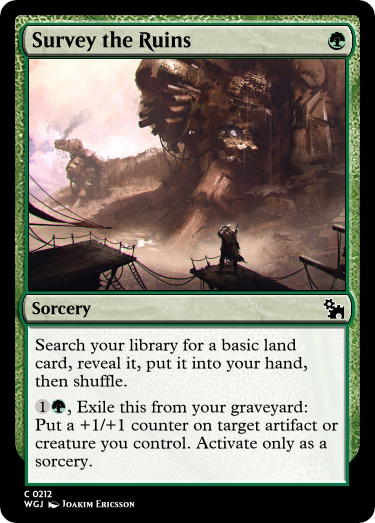 Survey the Ruins
Sorcery
Search your library for a basic land
card, reveal it, put it into your hand,
then shuffle.
1, Exile this from your graveyard:
Put a +1/+1 counter on target artifact or
creature you control. Activate only as a
sorcery.
C 0212
WGJ Joakim Ericsson